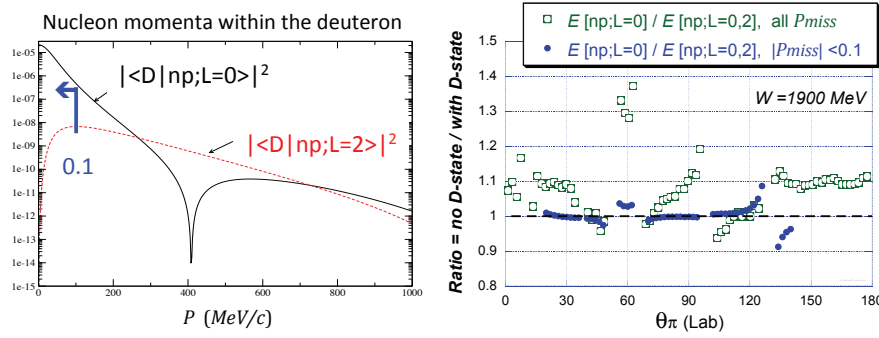 Nucleon momenta within the deuteron
1e-05
1e-06
1e-07
1e-08
1e-09
1e-10
1e-11
1e-12
1e-13
1e-14
1e-15
|<D|np;L=0>|²
|<D|np;L=2>|²
0.1
0
200
400
600
800
1000
P (MeV/c)
E [np;L=0] / E [np;L=0,2], all Pmiss
E [np;L=0] / E [np;L=0,2], |Pmiss| <0.1
W =1900 MeV
Ratio = no D-state / with D-state
1.5
1.4
1.3
1.2
1.1
1
0.9
0.8
0
30
60
90
120
150
180
θπ (Lab)